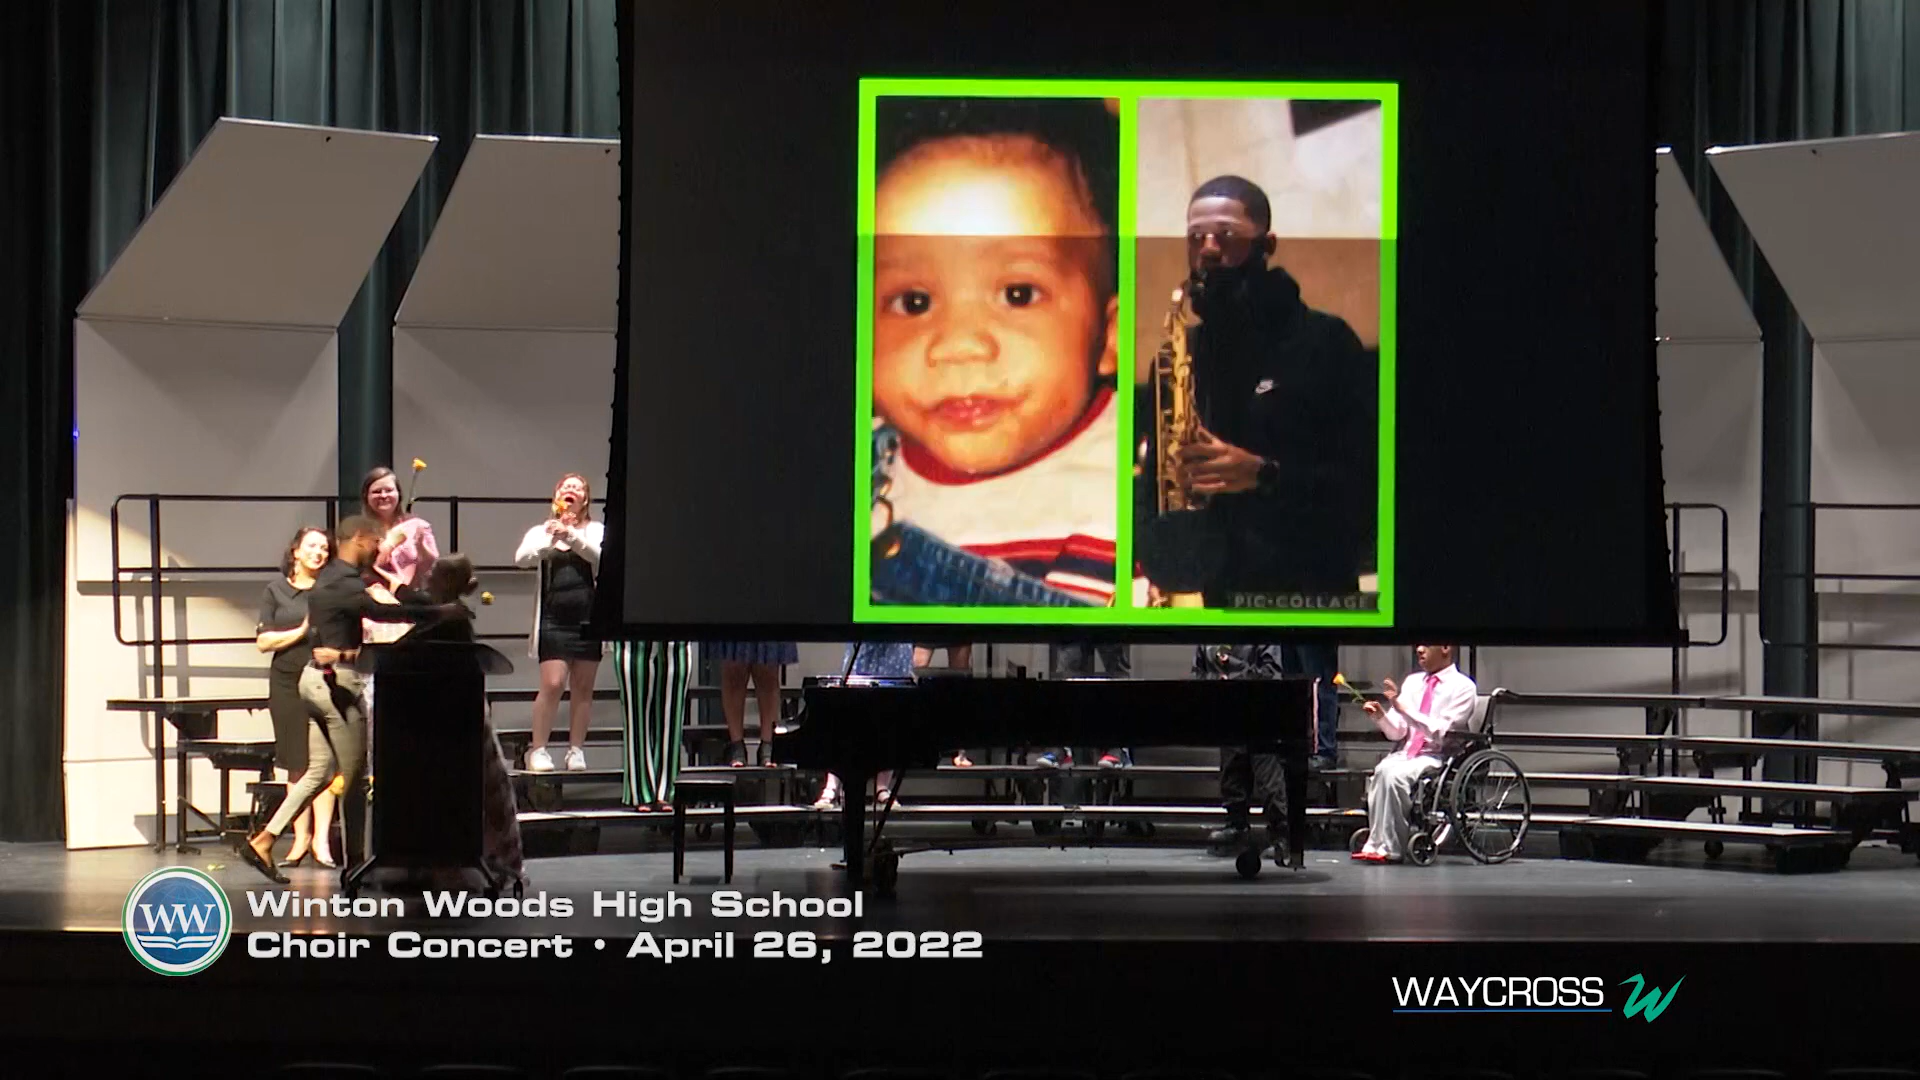 PIC•COLLAGE
WW
Winton Woods High School
Choir Concert • April 26, 2022
WAYCROSS W